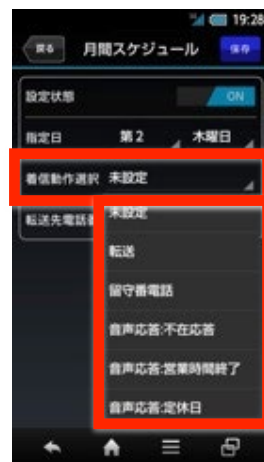 19:28
戻る 月間スケジュール 保存
設定状態 ON
指定日 第2 木曜日
着信動作選択 未設定
転送先電話番
未設定
転送
留守番電話
音声応答:不在応答
音声応答:営業時間終了
音声応答:定休日